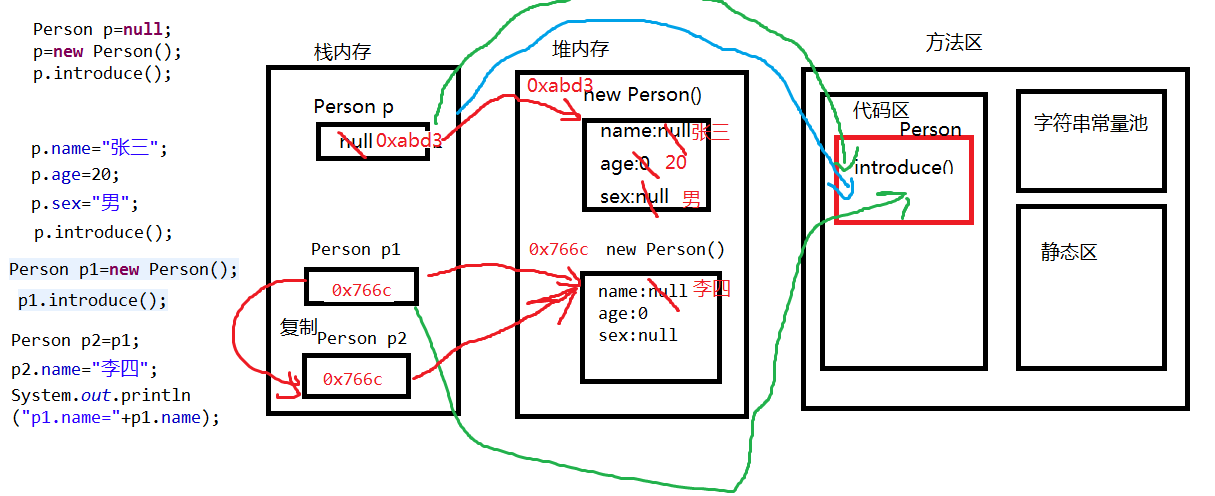 Person p=null;
p=new Person();
p.introduce();
p.name="张三";
p.age=20;
p.sex="男";
p.introduce();
Person p1=new Person();
p1.introduce();
Person p2=p1;
p2.name="李四";
System.out.println
("p1.name="+p1.name);
栈内存
Person p
null 0xabd3
Person p1
0x766c
复制
Person p2
0x766c
堆内存
0xabd3
new Person()
name:null 张三
age:0 20
sex:null 男
0x766c new Person()
name:null 李四
age:0
sex:null
方法区
代码区
Person
introduce()
字符串常量池
静态区